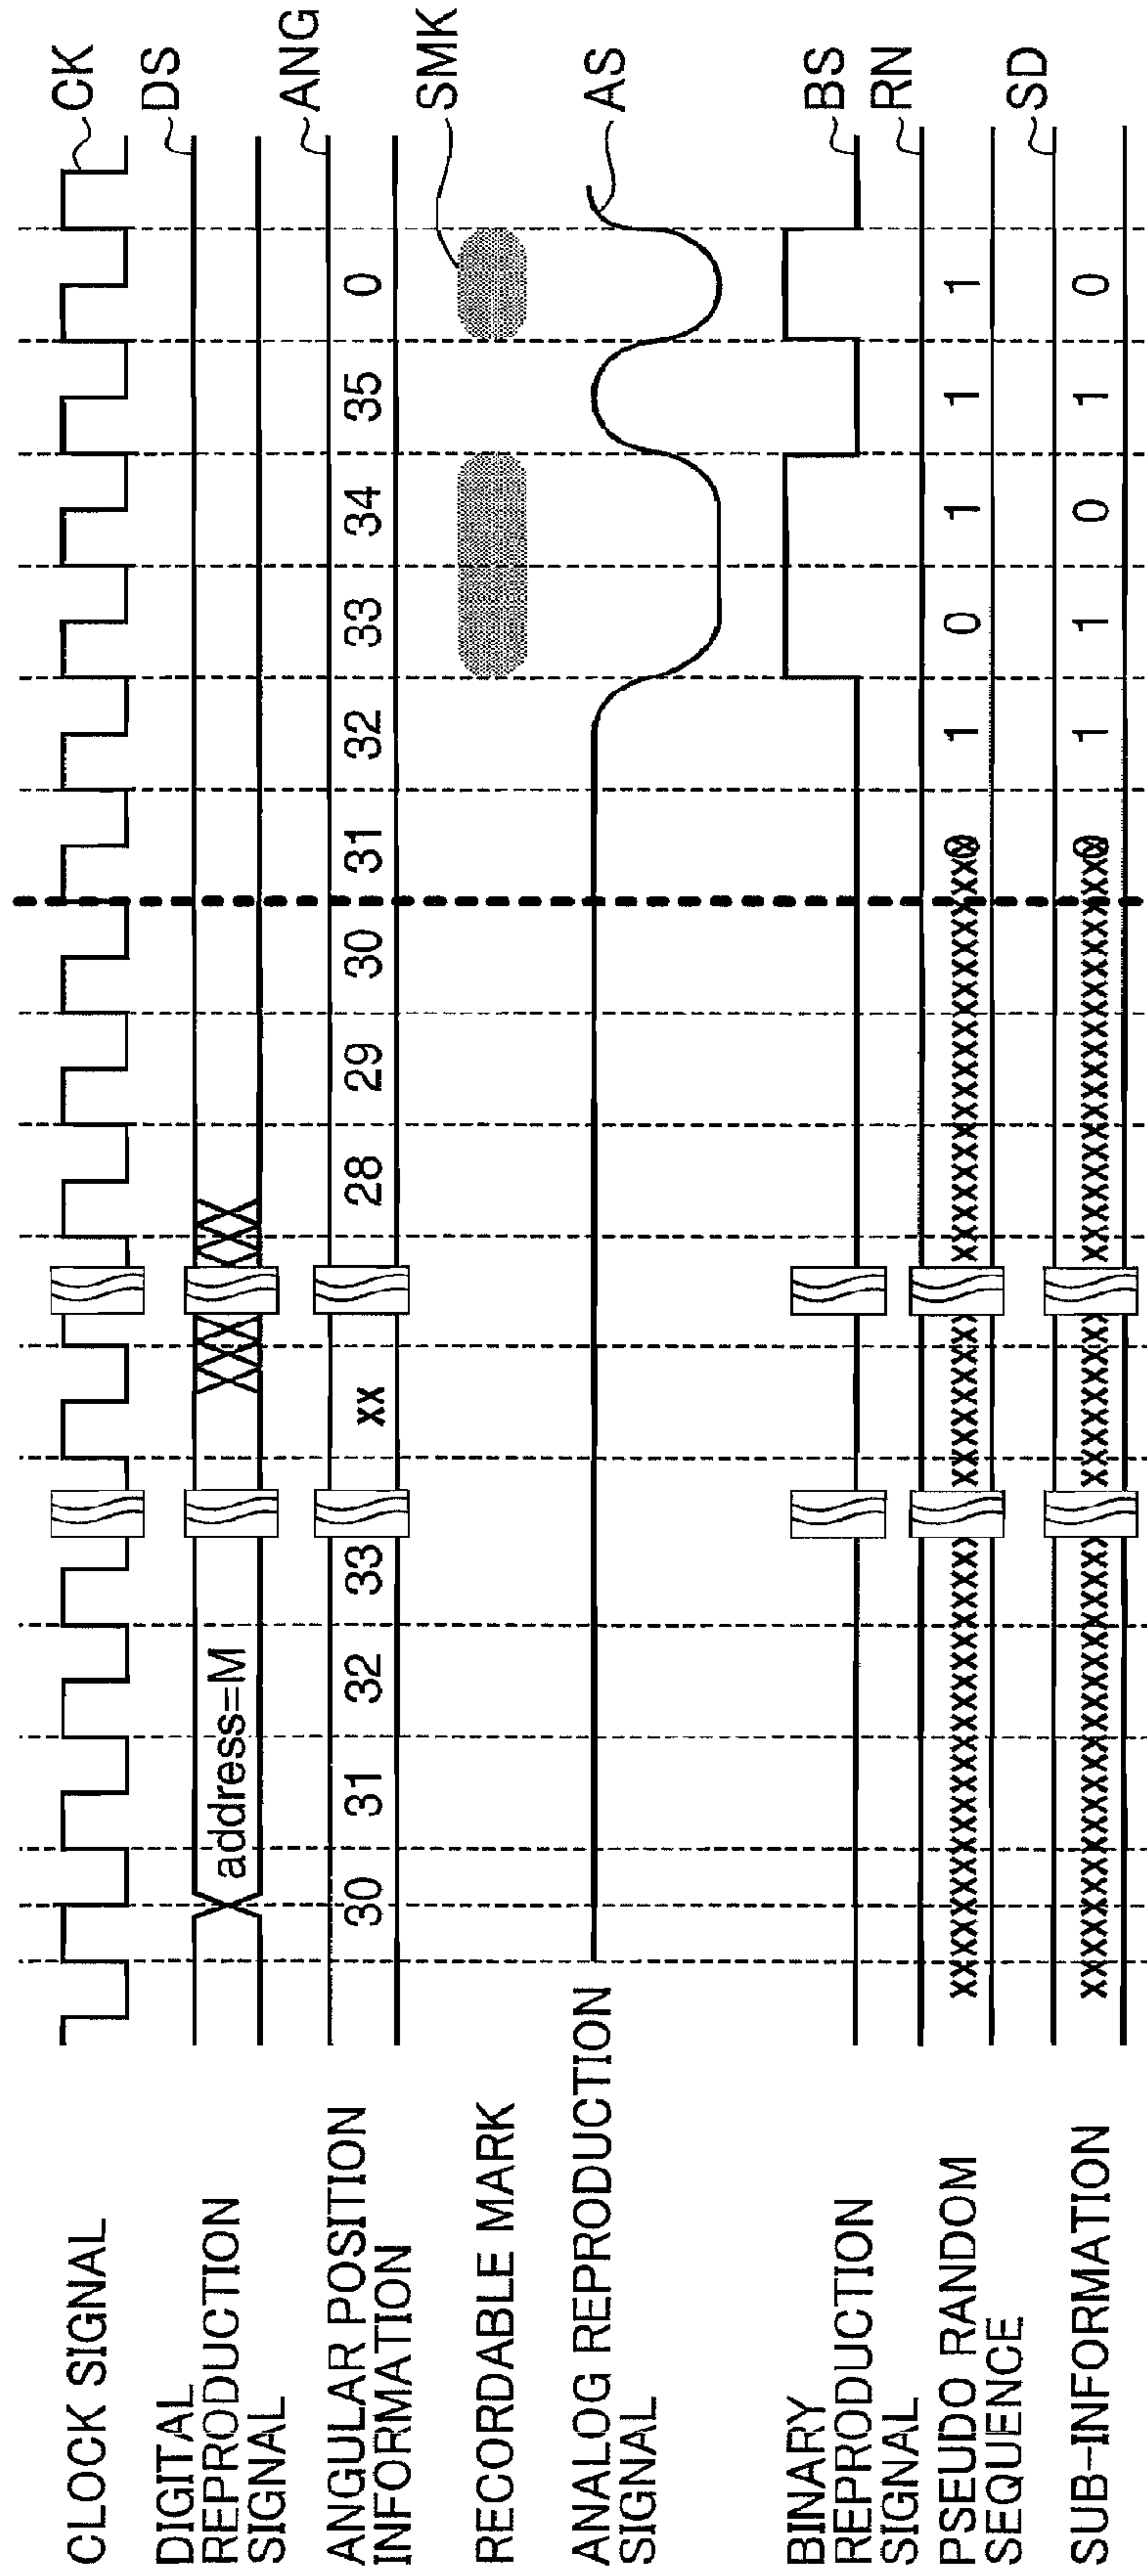 CLOCK SIGNAL
CK
DIGITAL
REPRODUCTION
SIGNAL
address=M
DS
ANGULAR POSITION
INFORMATION
30 31 32 33 xx 28 29 30 31 32 33 34 35 0
ANG
RECORDABLE MARK
SMK
ANALOG REPRODUCTION
SIGNAL
AS
BINARY
REPRODUCTION
SIGNAL
BS
PSEUDO RANDOM
SEQUENCE
1 0 1 1 1
RN
SUB-INFORMATION
1 1 0 1 0
SD